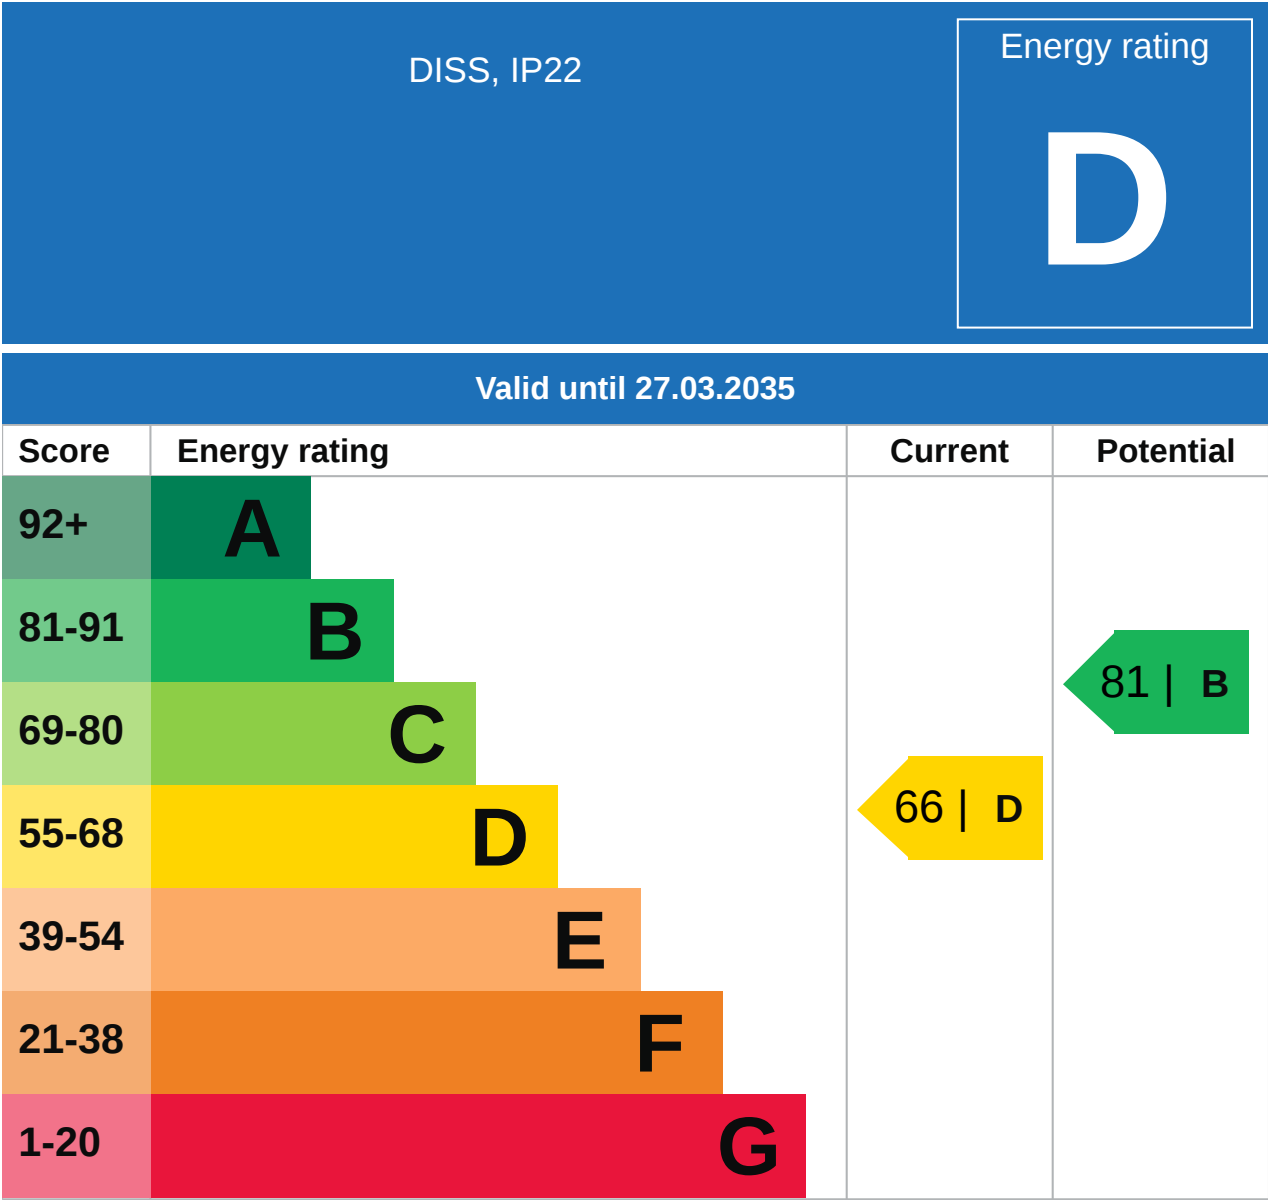 DISS, IP22
Energy rating
D
Valid until 27.03.2035
Score Energy rating Current Potential
92+ A
81-91 B
81 | B
69-80 C
66 | D
55-68 D
39-54 E
21-38 F
1-20 G